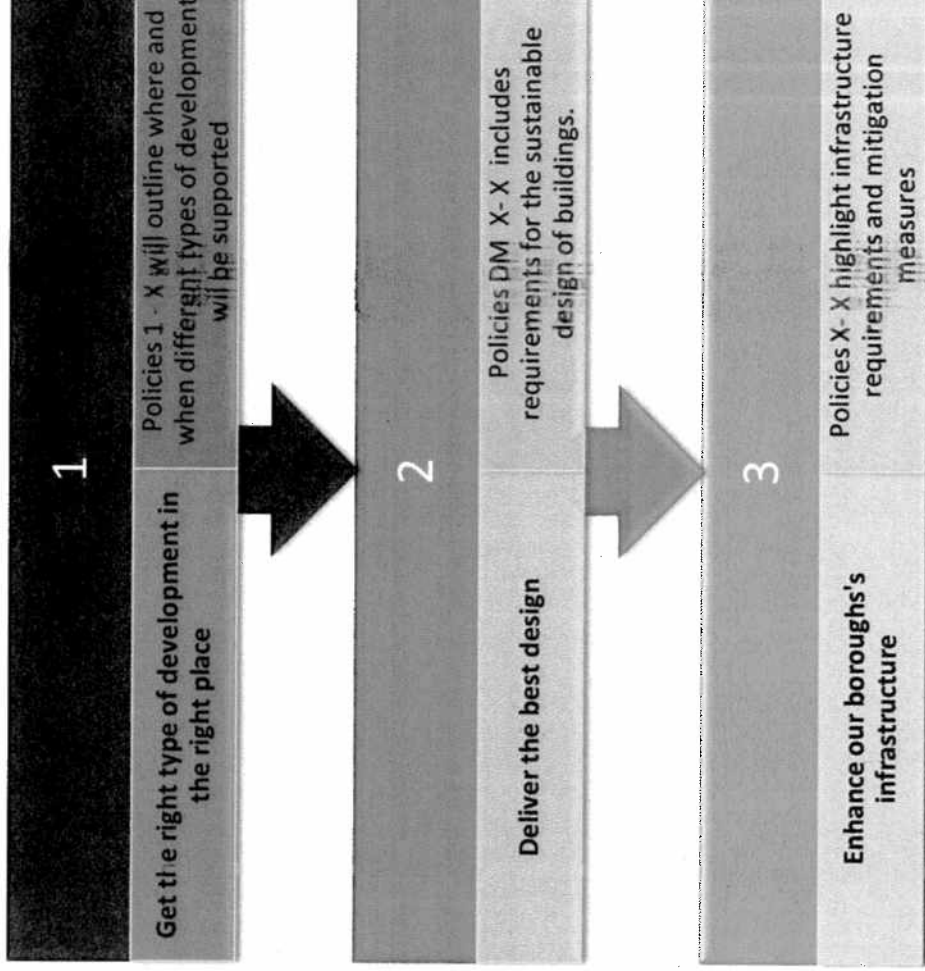 1
Get the right type of development in
the right place
Policies 1 - X will outline where and
when different types of development
wil be supported
2
Deliver the best design
Policies DM X- X includes
requirements for the sustainable
design of buildings.
3
Enhance our boroughs's
infrastructure
Policies X- X highlight infrastructure
requirements and mitigation
measures